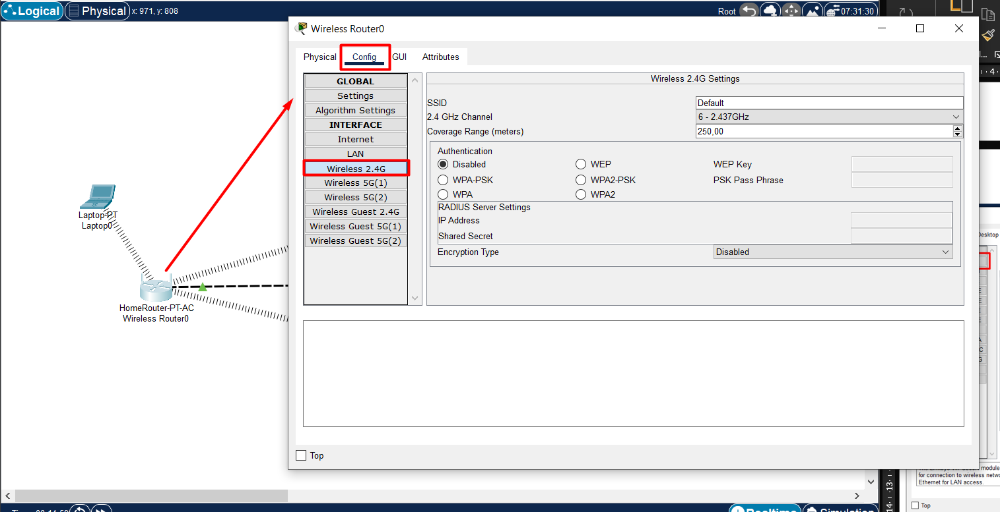 Logical Physical x: 971, y: 808 Root 07:31:30
Wireless Router0
Physical Config GUI Attributes
GLOBAL
Settings
Algorithm Settings
INTERFACE
Internet
LAN
Wireless 2.4G
Wireless 5G(1)
Wireless 5G(2)
Wireless Guest 2.4G
Wireless Guest 5G(1)
Wireless Guest 5G(2)
Wireless 2.4G Settings
SSID Default
2.4 GHz Channel 6 - 2.437GHz
Coverage Range (meters) 250,00
Authentication
Disabled WEP WEP Key
WPA-PSK WPA2-PSK PSK Pass Phrase
WPA WPA2
RADIUS Server Settings
IP Address
Shared Secret
Encryption Type Disabled
Top
Laptop-PT
Laptop0
HomeRouter-PT-AC
Wireless Router0
Desktop
module
for connection to wireless netwo
Ethernet for LAN access.
Top
Realtime Simulation